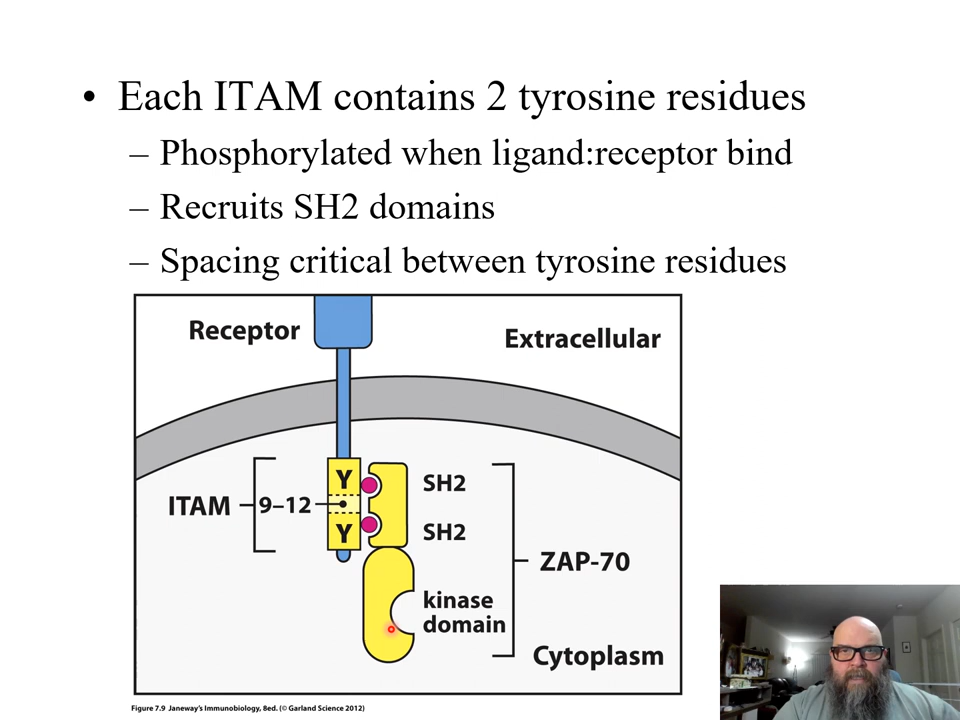 • Each ITAM contains 2 tyrosine residues
– Phosphorylated when ligand:receptor bind
– Recruits SH2 domains
– Spacing critical between tyrosine residues
Receptor
Extracellular
Y
SH2
ITAM
9–12
Y
SH2
ZAP-70
kinase
domain
Cytoplasm
Figure 7.9 Janeway's Immunobiology, 8ed. (© Garland Science 2012)